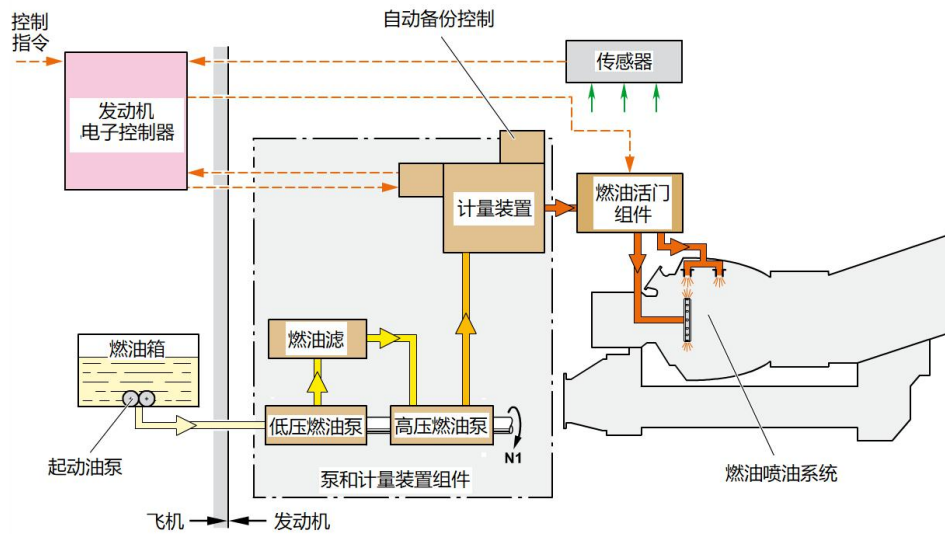 自动备份控制
控制
指令
传感器
发动机
电子控制器
计量装置
燃油活门
组件
燃油箱
燃油滤
低压燃油泵
高压燃油泵
N1
起动油泵
泵和计量装置组件
燃油喷油系统
飞机
发动机